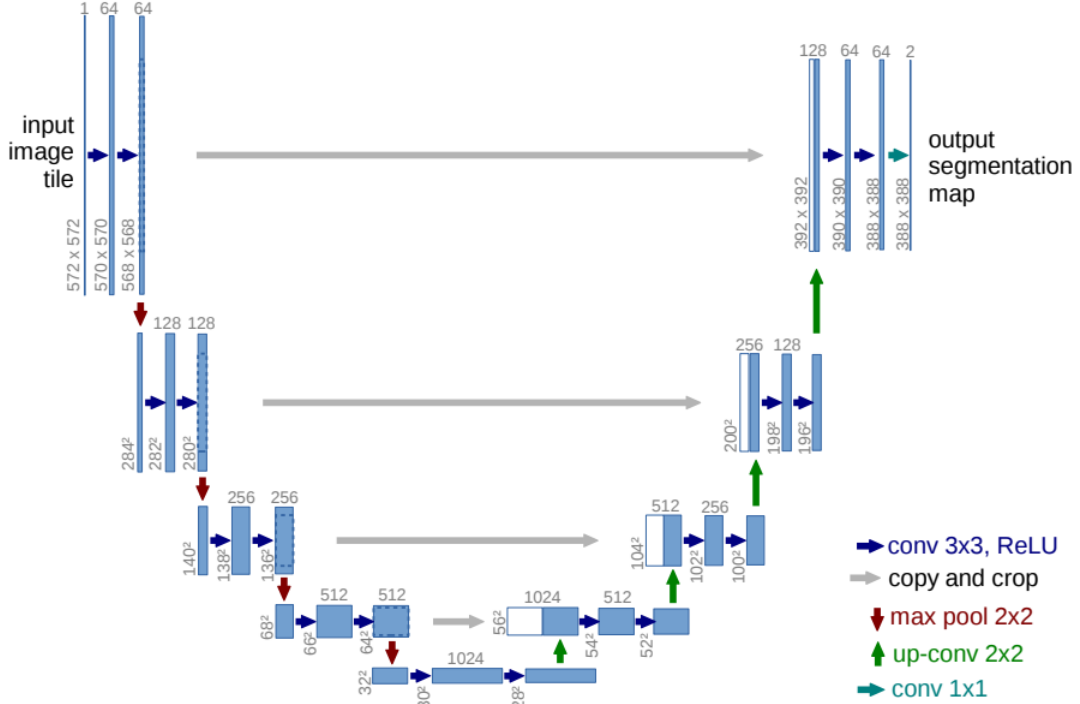 1 64 64
128 64 64 2
input
image
tile
output
segmentation
map
572 x 572
570 x 570
568 x 568
392 x 392
390 x 390
388 x 388
388 x 388
128 128
256 128
284²
282²
280²
200²
198²
196²
256 256
512 256
140²
138²
136²
104²
102²
100²
conv 3x3, ReLU
copy and crop
max pool 2x2
up-conv 2x2
conv 1x1
512 512
1024 512
68²
66²
64²
56²
54²
52²
1024
32²